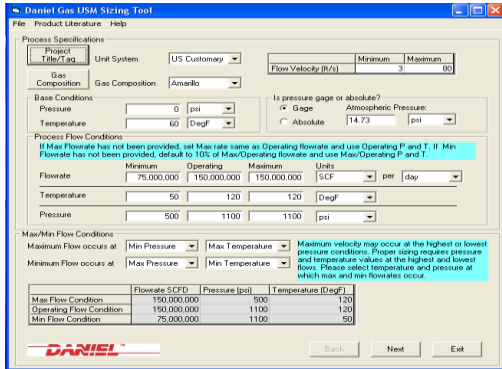 Daniel Gas USM Sizing Tool
File Product Literature Help
Process Specifications
Project Title/Tag Unit System US Customary
Minimum Maximum
Flow Velocity (ft/s) 3 80
Gas Composition Gas Composition Amarillo
Base Conditions
Pressure 0 psi
Temperature 60 DegF
Is pressure gage or absolute?
Gage Atmospheric Pressure:
Absolute 14.73 psi
Process Flow Conditions
If Max Flowrate has not been provided, set Max rate same as Operating flowrate and use Operating P and T. If Min
Flowrate has not been provided, default to 10% of Max/Operating flowrate and use Max/Operating P and T.
Minimum Operating Maximum Units
Flowrate 75,000,000 150,000,000 150,000,000 SCF per day
Temperature 50 120 120 DegF
Pressure 500 1100 1100 psi
Max/Min Flow Conditions
Maximum Flow occurs at Min Pressure Max Temperature
Minimum Flow occurs at Max Pressure Min Temperature
Maximum velocity may occur at the highest or lowest
pressure conditions. Proper sizing requires pressure
and temperature values at the highest and lowest
flows. Please select temperature and pressure at
which max and min flowrates occur.
Flowrate SCFD Pressure (psi) Temperature (DegF)
Max Flow Condition 150,000,000 500 120
Operating Flow Condition 150,000,000 1100 120
Min Flow Condition 75,000,000 1100 50
DANIEL
Back Next Exit